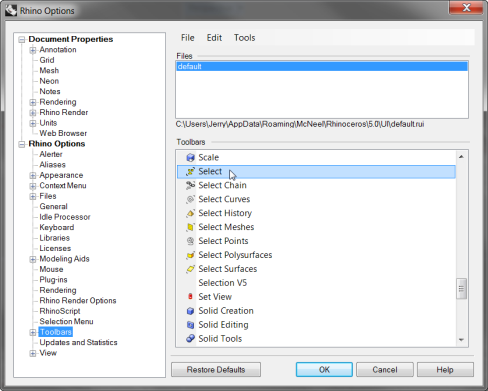 Rhino Options
Document Properties
Annotation
Grid
Mesh
Neon
Notes
Rendering
Rhino Render
Units
Web Browser
Rhino Options
Alerter
Aliases
Appearance
Context Menu
Files
General
Idle Processor
Keyboard
Libraries
Licenses
Modeling Aids
Mouse
Plug-ins
Rendering
Rhino Render Options
RhinoScript
Selection Menu
Toolbars
Updates and Statistics
View
File Edit Tools
Files
default
C:\Users\Jerry\AppData\Roaming\McNeel\Rhinoceros\5.0\UI\default.rui
Toolbars
Scale
Select
Select Chain
Select Curves
Select History
Select Meshes
Select Points
Select Polysurfaces
Select Surfaces
Selection V5
Set View
Solid Creation
Solid Editing
Solid Tools
Restore Defaults OK Cancel Help